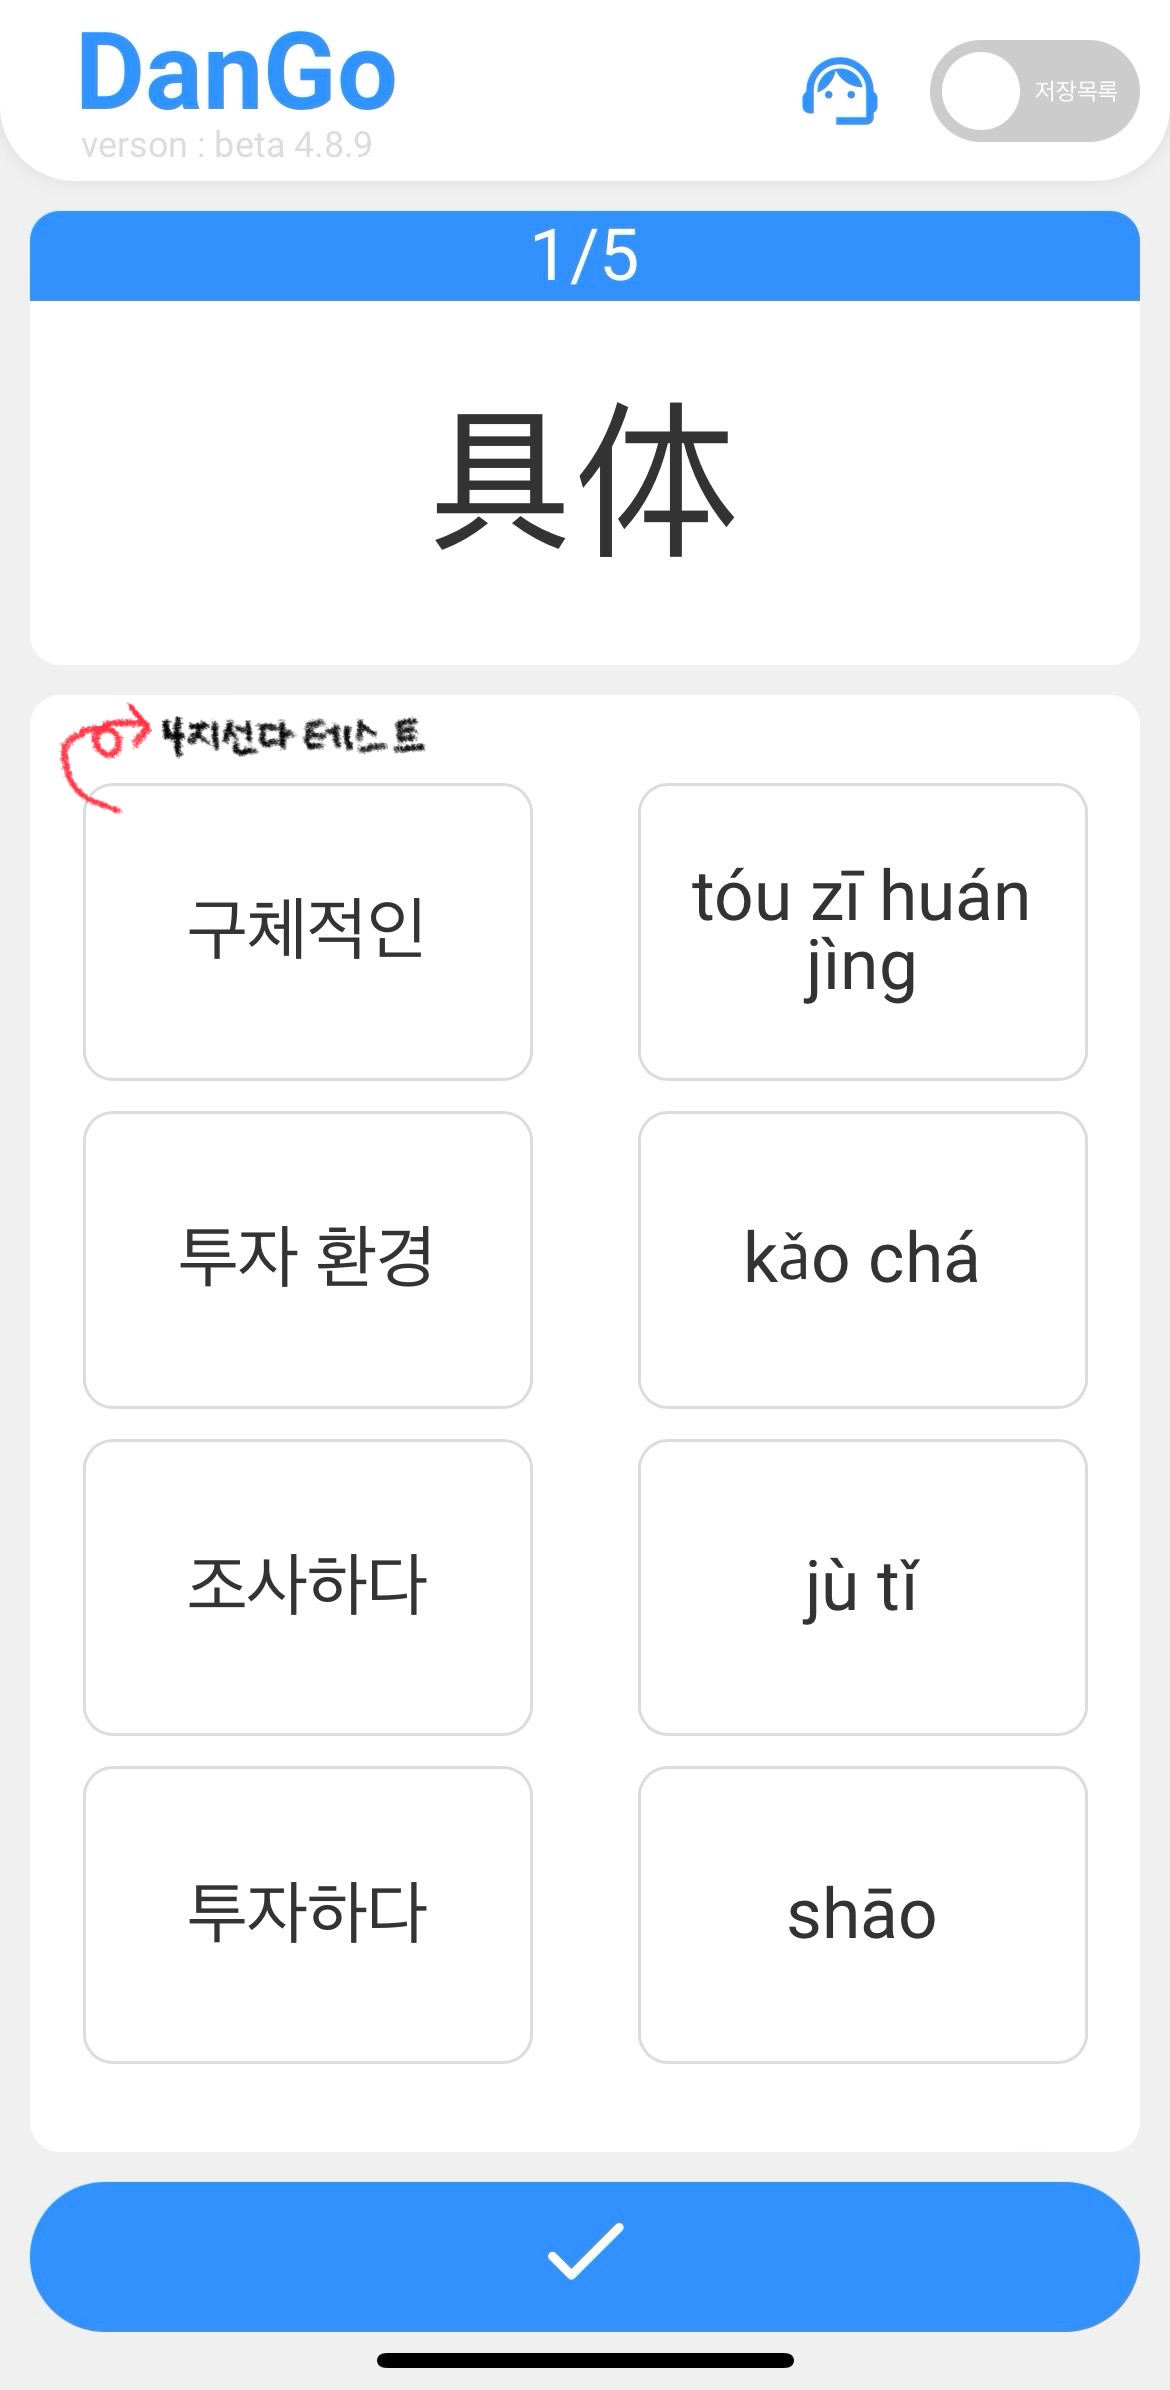 DanGo
verson : beta 4.8.9
저장목록
1/5
具体
4지선다 테스트
구체적인
tóu zī huán
jìng
투자 환경
kǎo chá
조사하다
jù tǐ
투자하다
shāo